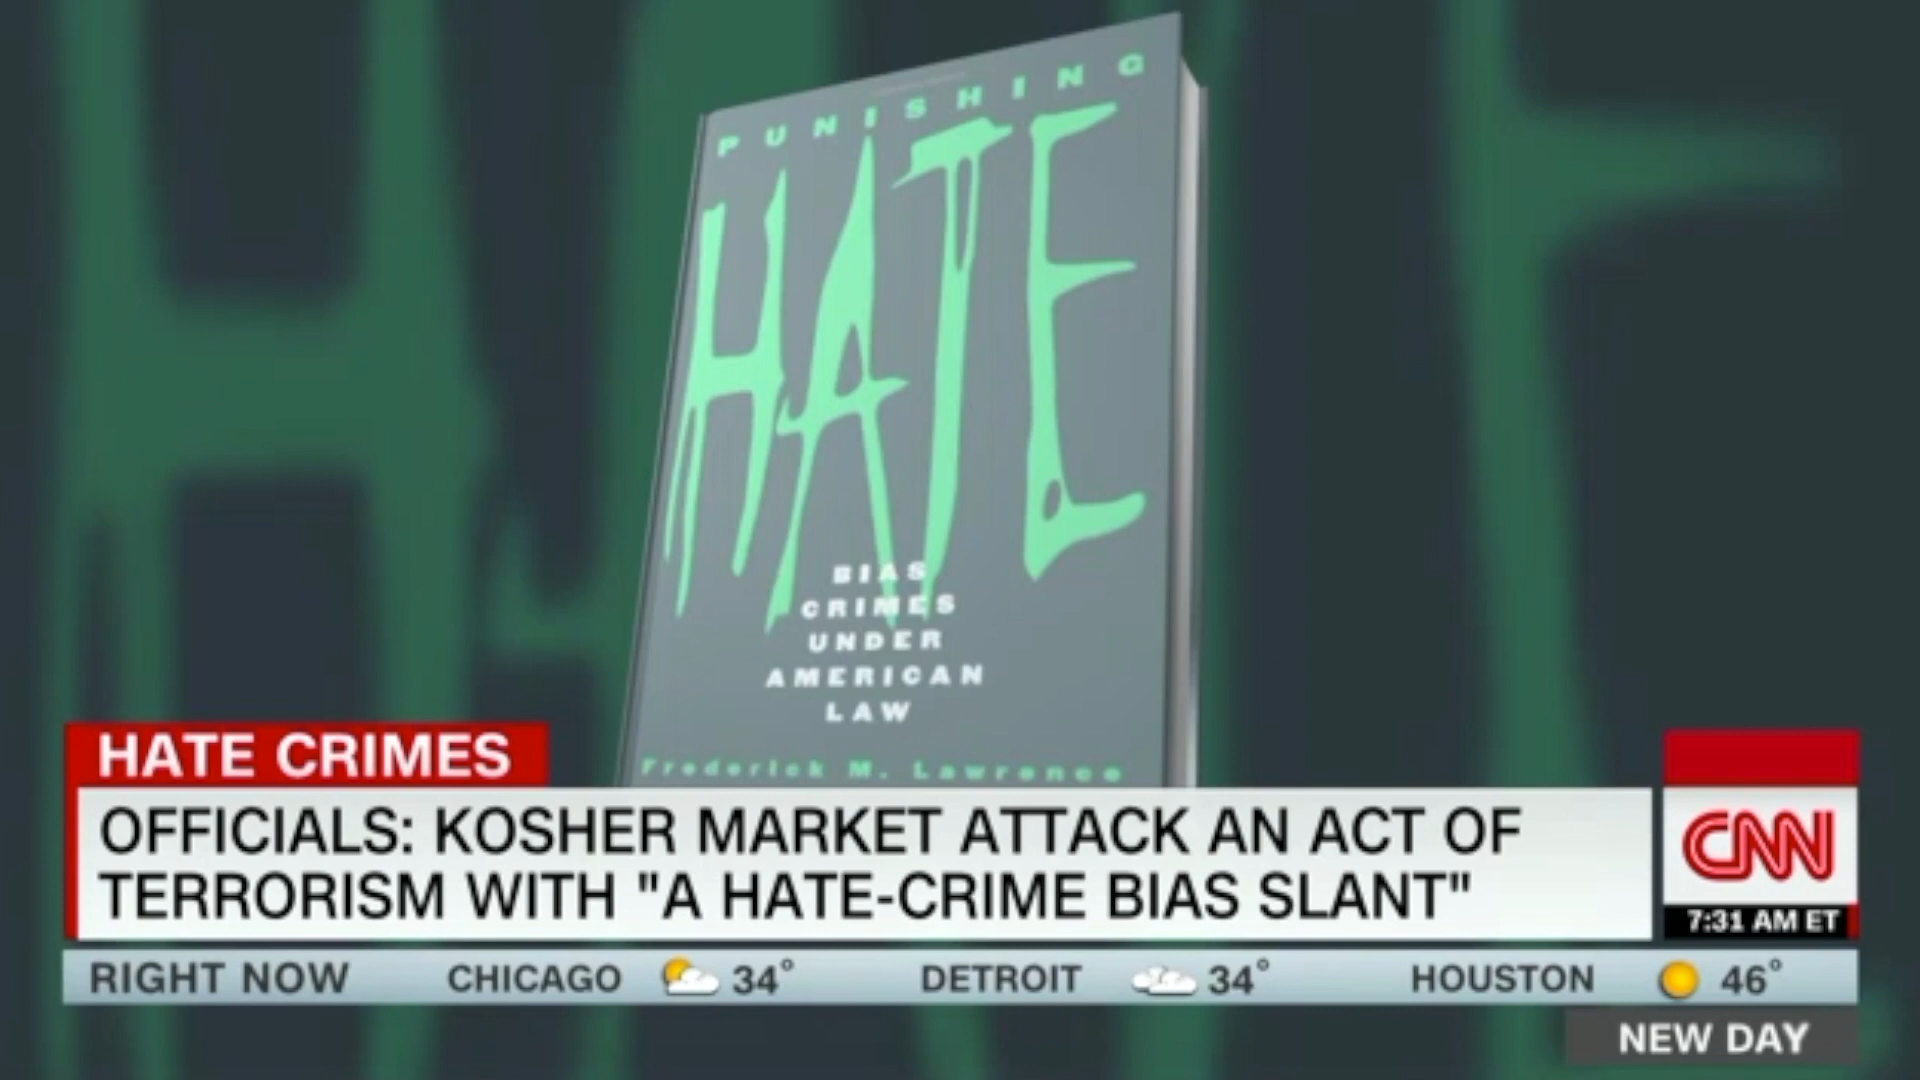 PUNISHING
HATE
BIAS
CRIMES
UNDER
AMERICAN
LAW
Frederick M. Lawrence
HATE CRIMES
OFFICIALS: KOSHER MARKET ATTACK AN ACT OF
TERRORISM WITH "A HATE-CRIME BIAS SLANT"
CNN
7:31 AM ET
RIGHT NOW CHICAGO 34° DETROIT 34° HOUSTON 46°
NEW DAY